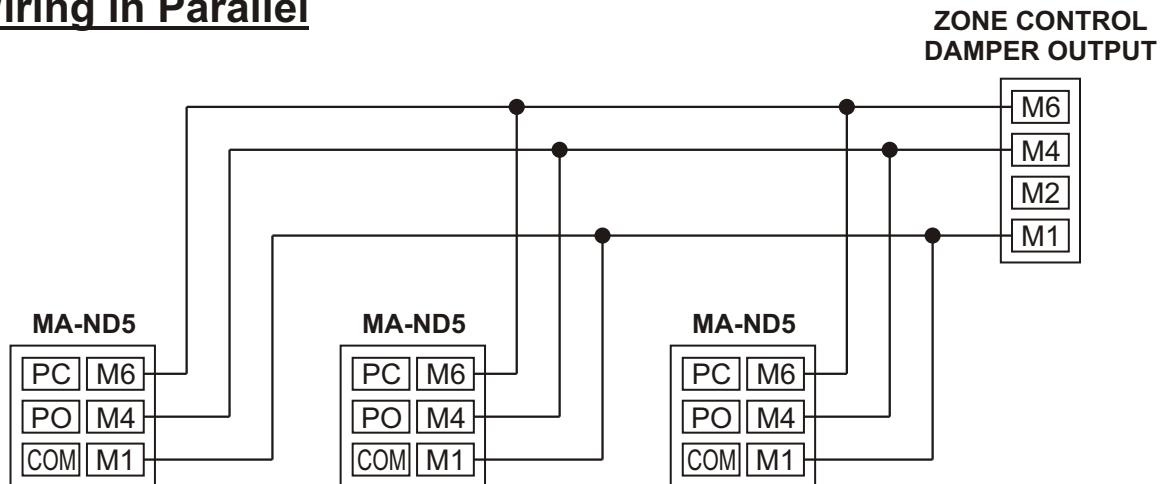 in Parallel
ZONE CONTROL
DAMPER OUTPUT
M6
M4
M2
M1
MA-ND5 MA-ND5 MA-ND5
PC M6 PC M6 PC M6
PO M4 PO M4 PO M4
COM M1 COM M1 COM M1